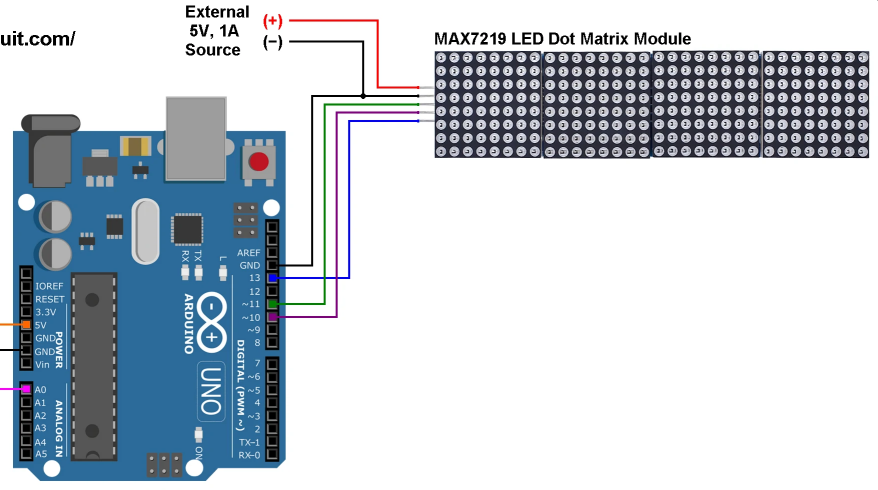 External
5V, 1A
Source
(+)
(−)
uit.com/
MAX7219 LED Dot Matrix Module
AREF
GND
13
12
~11
~10
~9
8
7
~6
~5
4
~3
2
TX-1
RX-0
RX
TX
L
ARDUINO
UNO
DIGITAL (PWM ~)
ON
IOREF
RESET
3.3V
5V
GND
GND
Vin
POWER
A0
A1
A2
A3
A4
A5
ANALOG IN